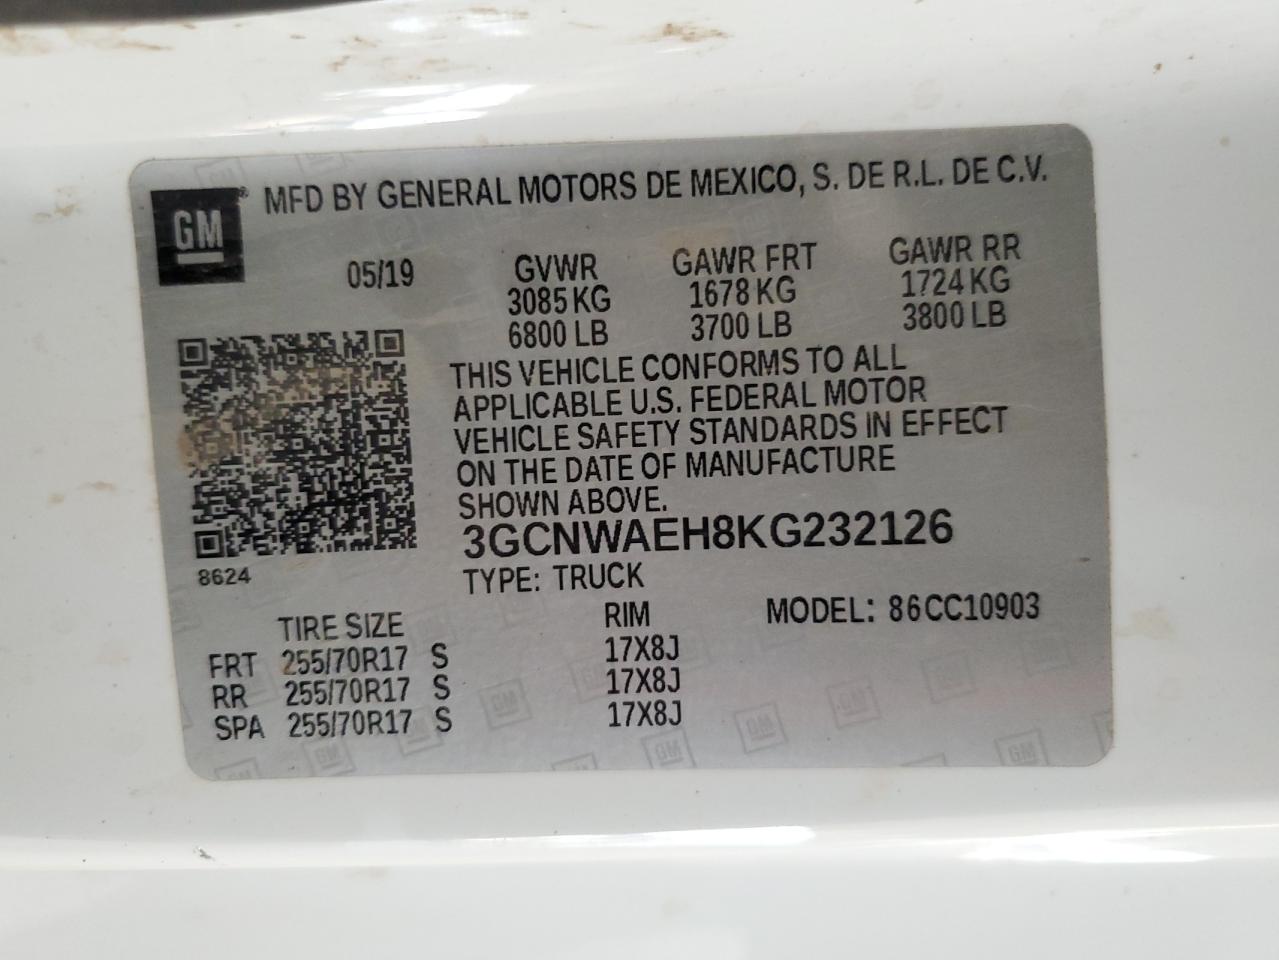 GM ® MFD BY GENERAL MOTORS DE MEXICO, S. DE R.L. DE C.V.
05/19 GVWR GAWR FRT GAWR RR
3085 KG 1678 KG 1724 KG
6800 LB 3700 LB 3800 LB
THIS VEHICLE CONFORMS TO ALL
APPLICABLE U.S. FEDERAL MOTOR
VEHICLE SAFETY STANDARDS IN EFFECT
ON THE DATE OF MANUFACTURE
SHOWN ABOVE.
3GCNWAEH8KG232126
8624
TYPE: TRUCK
TIRE SIZE RIM MODEL: 86CC10903
FRT 255/70R17 S 17X8J
RR 255/70R17 S 17X8J
SPA 255/70R17 S 17X8J